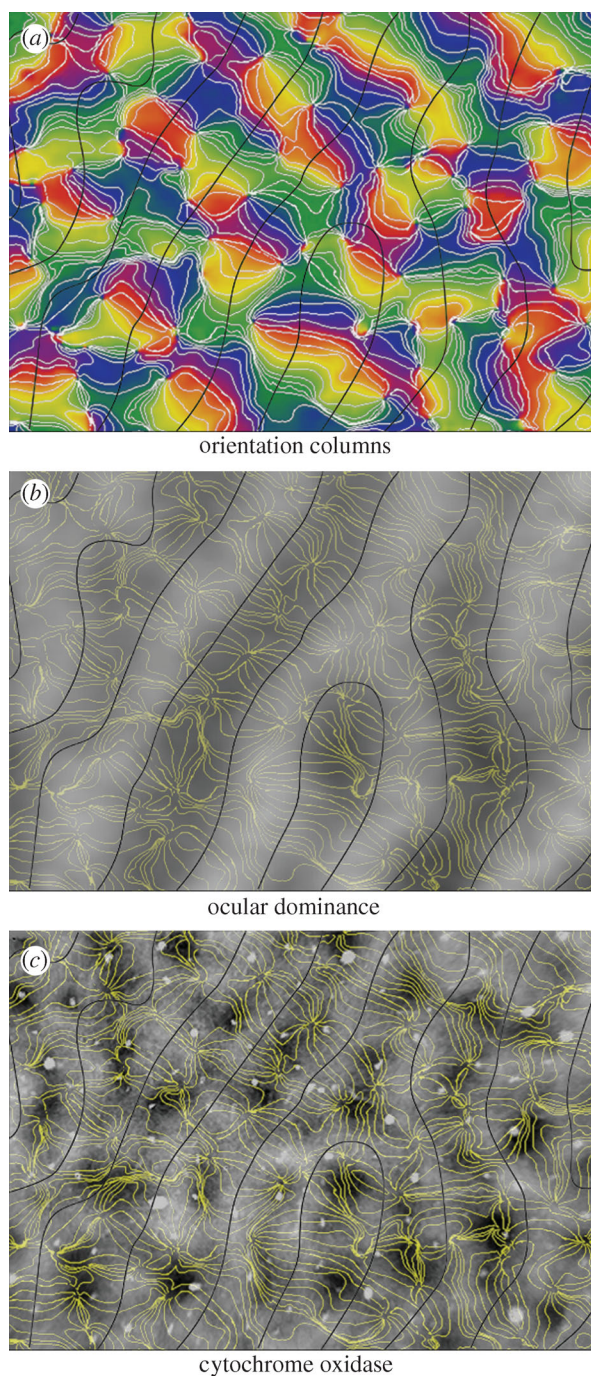 (a)
orientation columns
(b)
ocular dominance
(c)
cytochrome oxidase